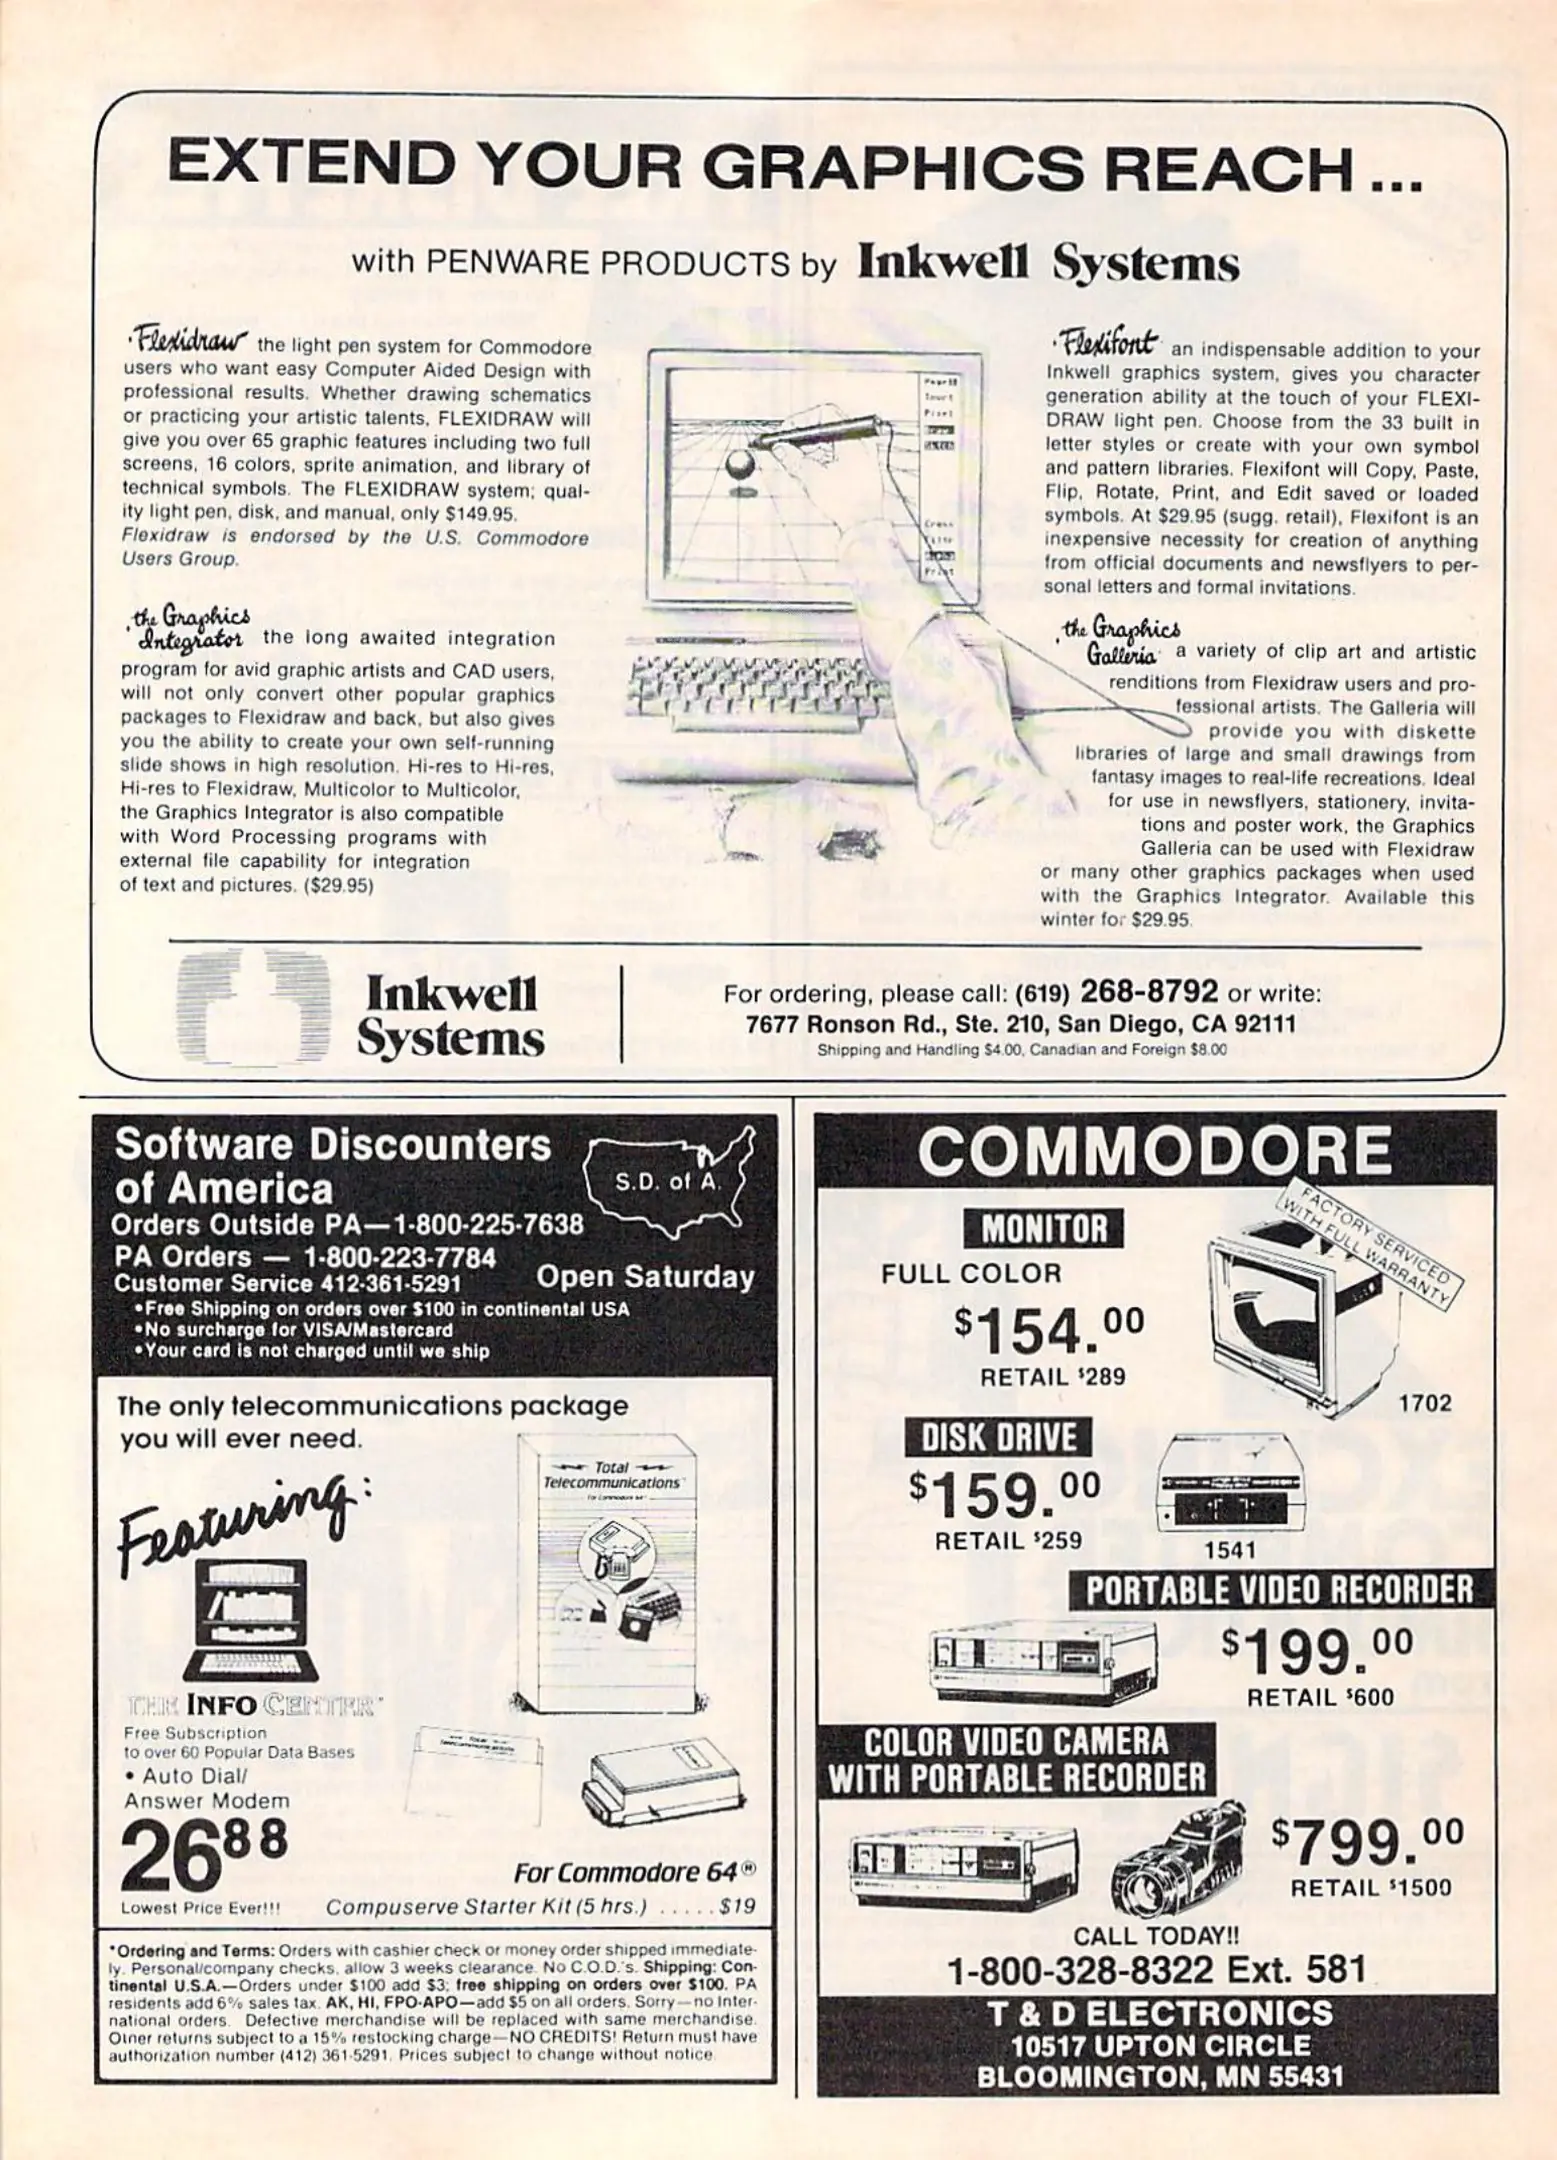 EXTEND YOUR GRAPHICS REACH ...
with PENWARE PRODUCTS by Inkwell Systems
• Flexidraw the light pen system for Commodore
users who want easy Computer Aided Design with
professional results. Whether drawing schematics
or practicing your artistic talents, FLEXIDRAW will
give you over 65 graphic features including two full
screens, 16 colors, sprite animation, and library of
technical symbols. The FLEXIDRAW system; qual-
ity light pen, disk, and manual, only $149.95.
Flexidraw is endorsed by the U.S. Commodore
Users Group.
• the Graphics
Integrator the long awaited integration
program for avid graphic artists and CAD users,
will not only convert other popular graphics
packages to Flexidraw and back, but also gives
you the ability to create your own self-running
slide shows in high resolution. Hi-res to Hi-res,
Hi-res to Flexidraw, Multicolor to Multicolor,
the Graphics Integrator is also compatible
with Word Processing programs with
external file capability for integration
of text and pictures. ($29.95)
• Flexifont an indispensable addition to your
Inkwell graphics system, gives you character
generation ability at the touch of your FLEXI-
DRAW light pen. Choose from the 33 built in
letter styles or create with your own symbol
and pattern libraries. Flexifont will Copy, Paste,
Flip, Rotate, Print, and Edit saved or loaded
symbols. At $29.95 (sugg. retail), Flexifont is an
inexpensive necessity for creation of anything
from official documents and newsflyers to per-
sonal letters and formal invitations.
• the Graphics
Galleria a variety of clip art and artistic
renditions from Flexidraw users and pro-
fessional artists. The Galleria will
provide you with diskette
libraries of large and small drawings from
fantasy images to real-life recreations. Ideal
for use in newsflyers, stationery, invita-
tions and poster work, the Graphics
Galleria can be used with Flexidraw
or many other graphics packages when used
with the Graphics Integrator. Available this
winter for $29.95.
Inkwell
Systems
For ordering, please call: (619) 268-8792 or write:
7677 Ronson Rd., Ste. 210, San Diego, CA 92111
Shipping and Handling $4.00, Canadian and Foreign $8.00
Software Discounters
of America
S.D. of A.
Orders Outside PA—1-800-225-7638
PA Orders — 1-800-223-7784
Customer Service 412-361-5291 Open Saturday
•Free Shipping on orders over $100 in continental USA
•No surcharge for VISA/Mastercard
•Your card is not charged until we ship
The only telecommunications package
you will ever need.
Featuring:
Total
Telecommunications
For Commodore 64
THE INFO CENTER
Free Subscription
to over 60 Popular Data Bases
• Auto Dial/
Answer Modem
26 88
Lowest Price Ever!!!
For Commodore 64®
Compuserve Starter Kit (5 hrs.) ..... $19
*Ordering and Terms: Orders with cashier check or money order shipped immediate-
ly. Personal/company checks, allow 3 weeks clearance. No C.O.D.'s. Shipping: Con-
tinental U.S.A.—Orders under $100 add $3; free shipping on orders over $100. PA
residents add 6% sales tax. AK, HI, FPO-APO—add $5 on all orders. Sorry—no Inter-
national orders. Defective merchandise will be replaced with same merchandise.
Other returns subject to a 15% restocking charge—NO CREDITS! Return must have
authorization number (412) 361-5291. Prices subject to change without notice.
COMMODORE
MONITOR
FULL COLOR
$154.00
RETAIL $289
FACTORY SERVICED
WITH FULL WARRANTY
1702
DISK DRIVE
$159.00
RETAIL $259
1541
PORTABLE VIDEO RECORDER
$199.00
RETAIL $600
COLOR VIDEO CAMERA
WITH PORTABLE RECORDER
$799.00
RETAIL $1500
CALL TODAY!!
1-800-328-8322 Ext. 581
T & D ELECTRONICS
10517 UPTON CIRCLE
BLOOMINGTON, MN 55431